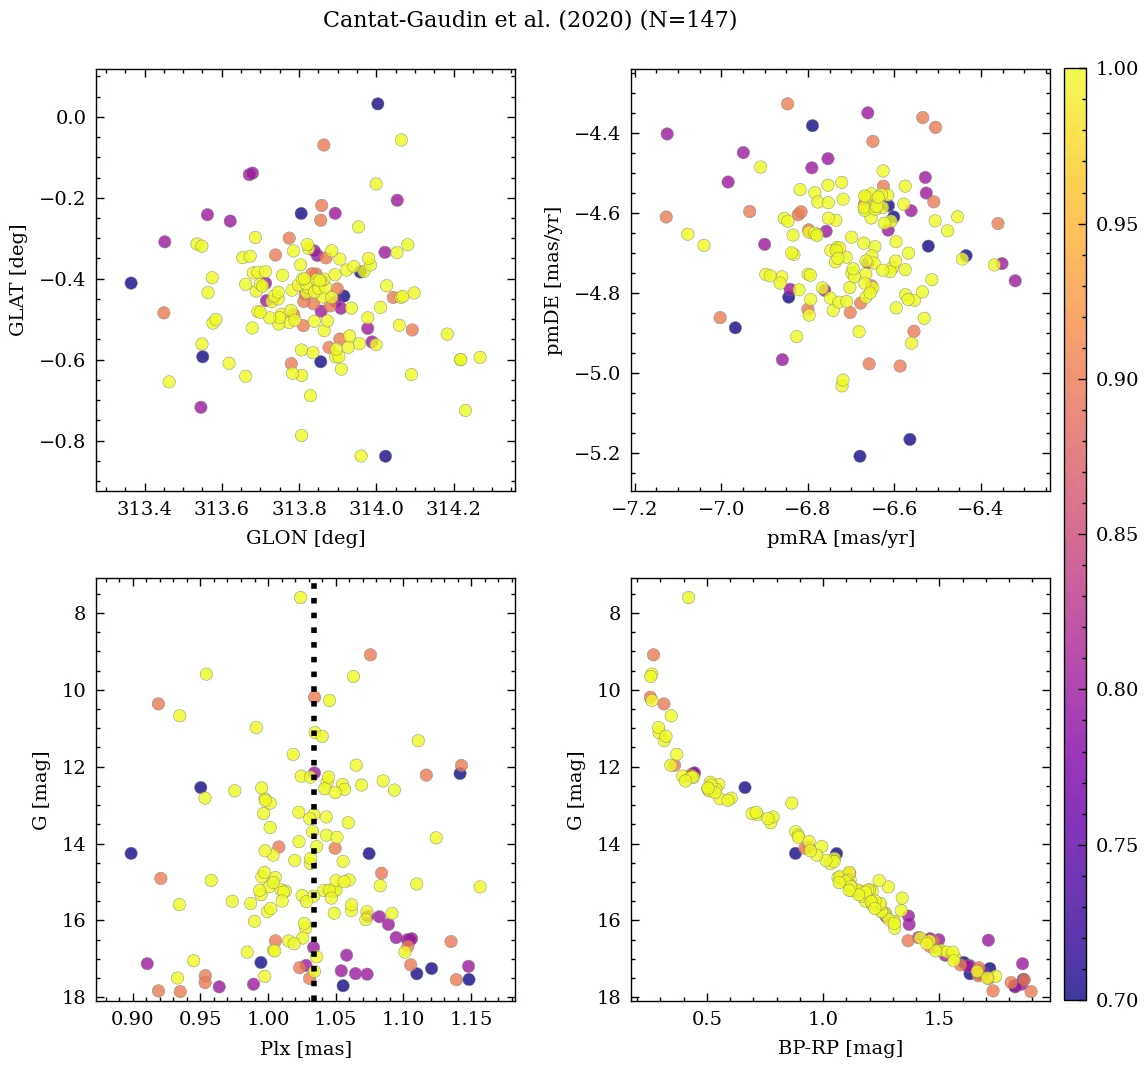 Cantat-Gaudin et al. (2020) (N=147)
0.0
−0.2
−0.4
−0.6
−0.8
GLAT [deg]
313.4 313.6 313.8 314.0 314.2
GLON [deg]
−4.4
−4.6
−4.8
−5.0
−5.2
pmDE [mas/yr]
−7.2 −7.0 −6.8 −6.6 −6.4
pmRA [mas/yr]
8
10
12
14
16
18
G [mag]
0.90 0.95 1.00 1.05 1.10 1.15
Plx [mas]
8
10
12
14
16
18
G [mag]
0.5 1.0 1.5
BP-RP [mag]
1.00
0.95
0.90
0.85
0.80
0.75
0.70